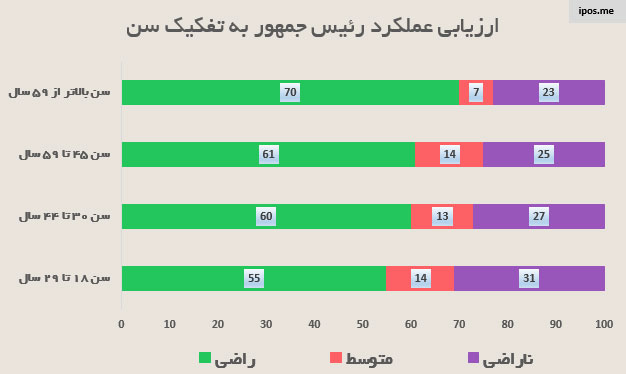 ipos.me
ارزیابی عملکرد رئیس جمهور به تفکیک سن
سن بالاتر از ۵۹ سال 70 7 23
سن ۴۵ تا ۵۹ سال 61 14 25
سن ۳۰ تا ۴۴ سال 60 13 27
سن ۱۸ تا ۲۹ سال 55 14 31
0 10 20 30 40 50 60 70 80 90 100
راضی متوسط ناراضی